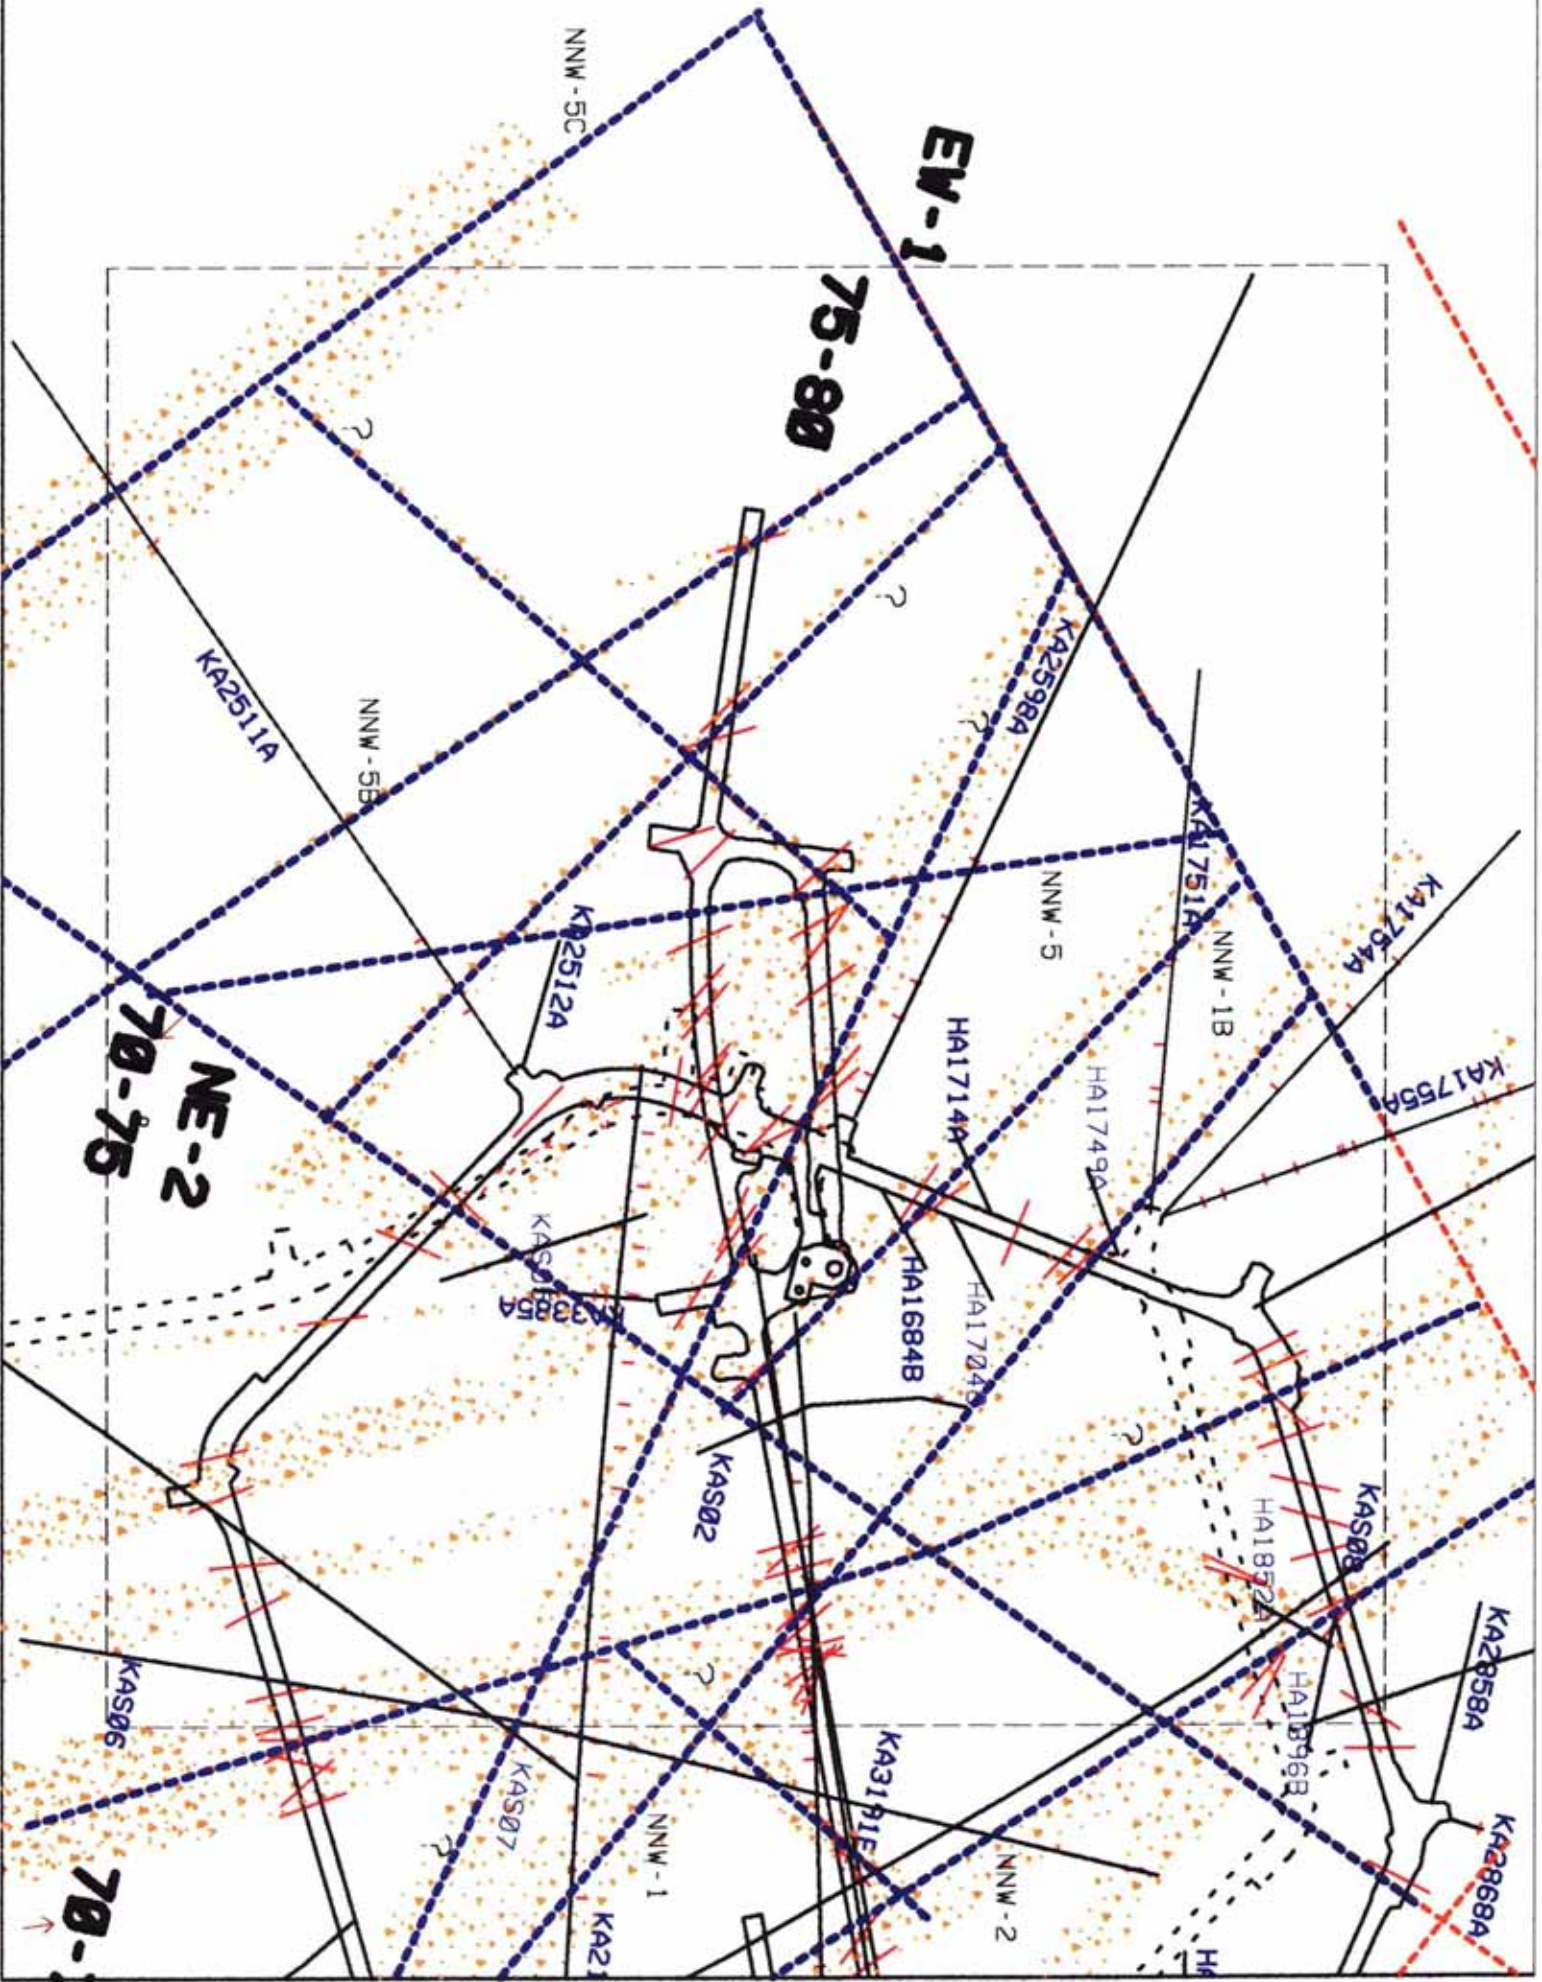 NNW-5C
EW-1
75-80
?
?
KA2598A
?
KA2511A
NNW-5B
KA1751A
KA1754A
NNW-5
NNW-1B
KA2512A
70-75
NE-2
HA1714A
HA1749A
KA1755A
KA3385A
HA1684B
KAS02
?
KAS08
HA1852A
KA2858A
KAS06
?
HA1896B
KAS07
KA3191F
NNW-1
NNW-2
KA2868A
?
70-